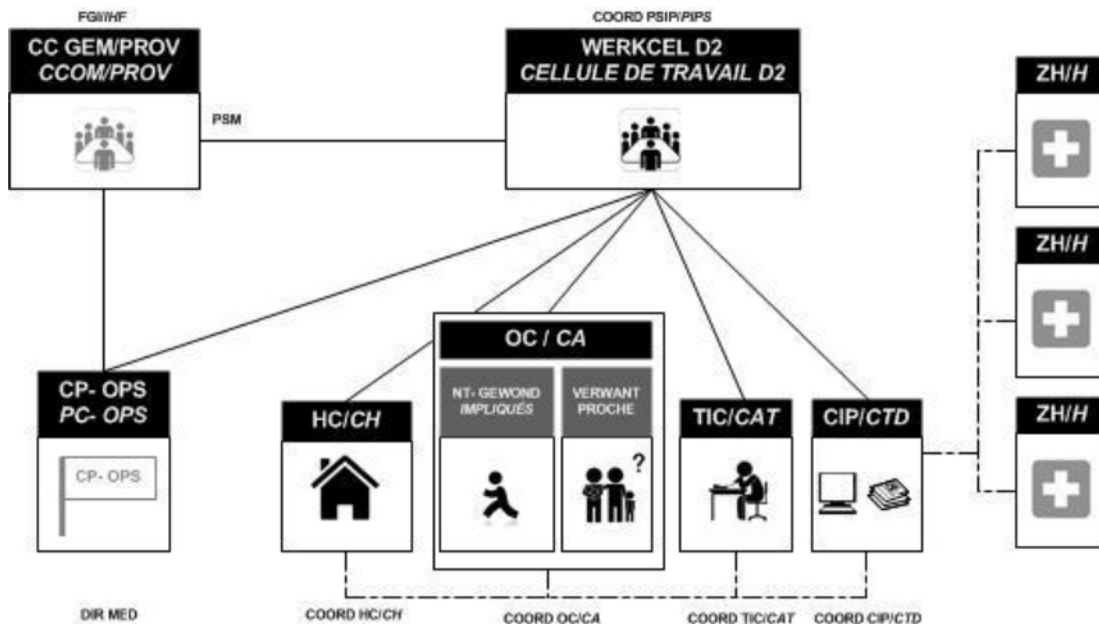 FGI/HF
COORD PSIP/PIPS
CC GEM/PROV
CCOM/PROV
WERKCEL D2
CELLULE DE TRAVAIL D2
ZH/H
PSM
ZH/H
OC / CA
CP- OPS
PC- OPS
NT- GEWOND
IMPLIQUÉS
VERWANT
PROCHE
HC/CH
TIC/CAT
CIP/CTD
ZH/H
?
CP- OPS
DIR MED
COORD HC/CH
COORD OC/CA
COORD TIC/CAT
COORD CIP/CTD